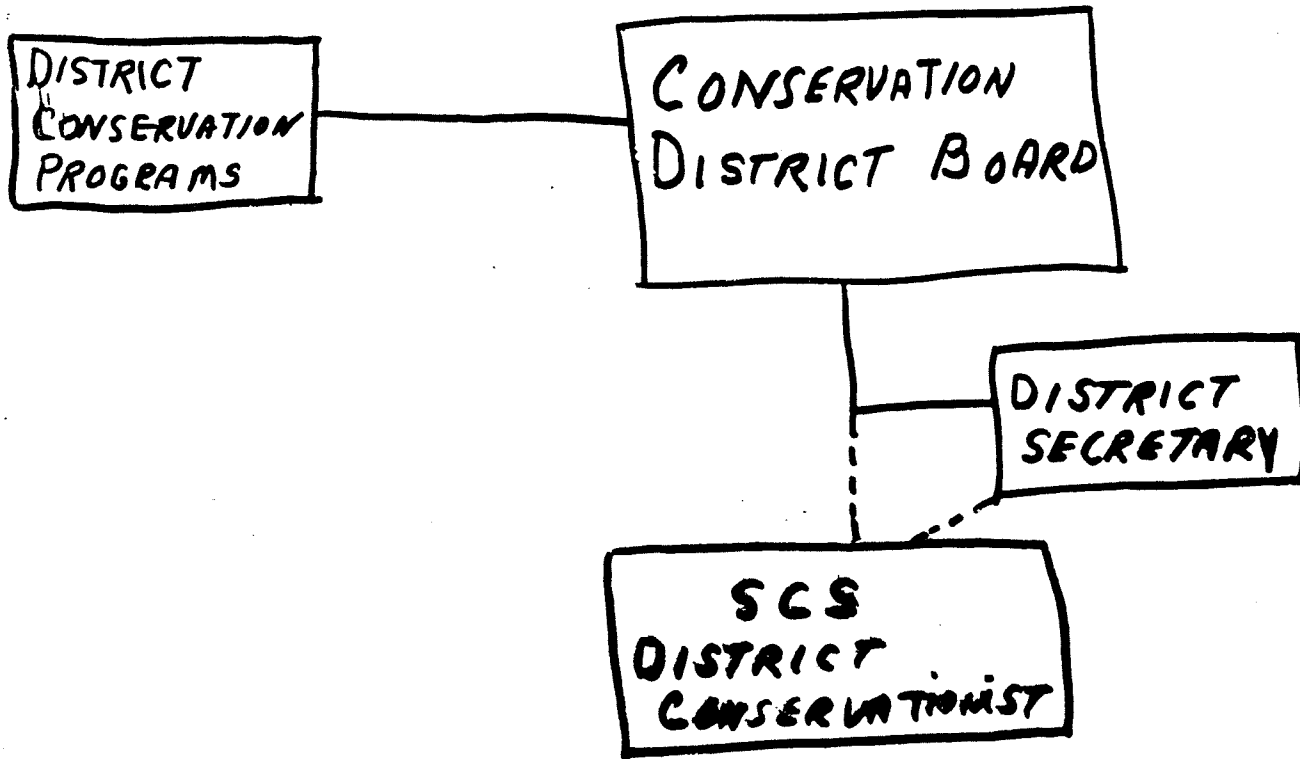 DISTRICT
CONSERVATION
PROGRAMS
CONSERVATION
DISTRICT BOARD
DISTRICT
SECRETARY
SCS
DISTRICT
CONSERVATIONIST